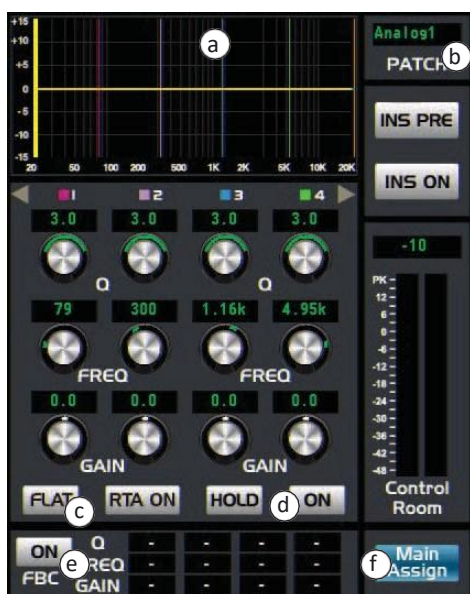 +15
+15
+10
+5
0
-5
-10
-15
20 50 100 200 500 1K 2K 5K 10K 20K
a
Analog1
PATCH
b
INS PRE
INS ON
1 2 3 4
3.0 3.0 3.0 3.0
Q Q
79 300 1.16k 4.95k
FREQ FREQ
0.0 0.0 0.0 0.0
GAIN GAIN
FLAT RTA ON HOLD ON
c d
-10
PK
12
6
0
-6
-12
-18
-24
-30
-36
-42
-48
Control
Room
ON
FBC
e
Q - - - -
- - - -
GAIN - - - -
f
Main
Assign